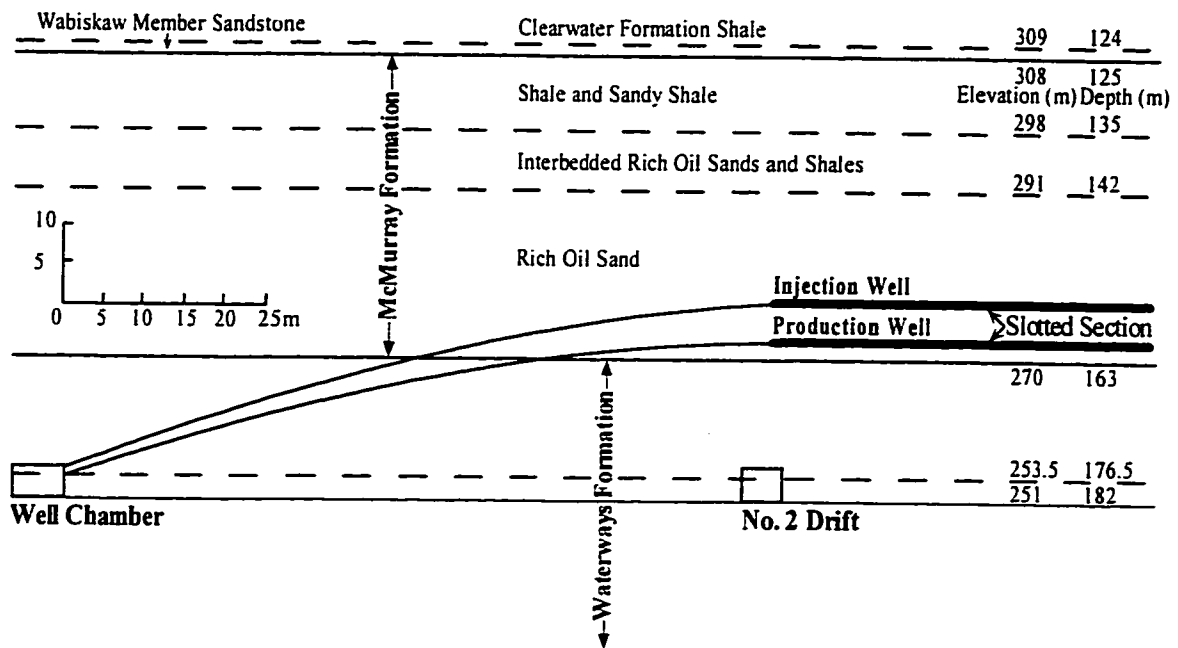 Wabiskaw Member Sandstone
Clearwater Formation Shale
309 124
308 125
Shale and Sandy Shale
Elevation (m) Depth (m)
298 135
Interbedded Rich Oil Sands and Shales
291 142
McMurray Formation
10
5
0 5 10 15 20 25m
Rich Oil Sand
Injection Well
Production Well
Slotted Section
270 163
Waterways Formation
253.5 176.5
251 182
Well Chamber
No. 2 Drift